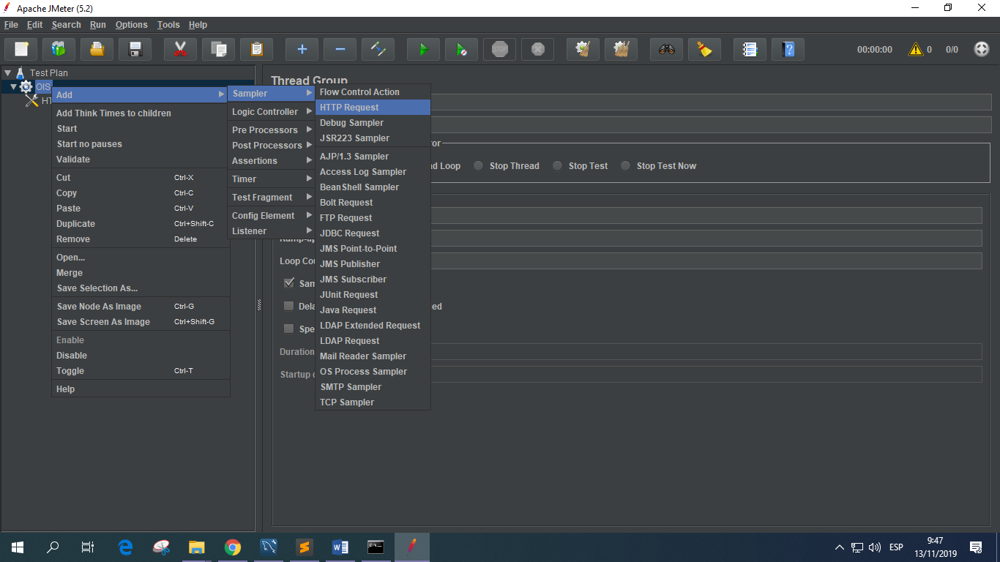 Apache JMeter (5.2)
File Edit Search Run Options Tools Help
STOP
00:00:00 0 0/0
Test Plan
OIS
HT
Thread Group
Add
Add Think Times to children
Start
Start no pauses
Validate
Cut Ctrl-X
Copy Ctrl-C
Paste Ctrl-V
Duplicate Ctrl+Shift-C
Remove Delete
Open...
Merge
Save Selection As...
Save Node As Image Ctrl-G
Save Screen As Image Ctrl+Shift-G
Enable
Disable
Toggle Ctrl-T
Help
Sampler
Logic Controller
Pre Processors
Post Processors
Assertions
Timer
Test Fragment
Config Element
Listener
Flow Control Action
HTTP Request
Debug Sampler
JSR223 Sampler
AJP/1.3 Sampler
Access Log Sampler
BeanShell Sampler
Bolt Request
FTP Request
JDBC Request
JMS Point-to-Point
JMS Publisher
JMS Subscriber
JUnit Request
Java Request
LDAP Extended Request
LDAP Request
Mail Reader Sampler
OS Process Sampler
SMTP Sampler
TCP Sampler
or
ad Loop Stop Thread Stop Test Stop Test Now
Loop Cou
Sam
Dela ed
Spe
Duration
Startup d
ESP
9:47
13/11/2019